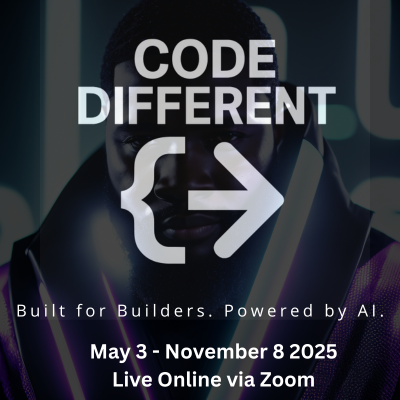 CODE
DIFFERENT
Built for Builders. Powered by AI.
May 3 - November 8 2025
Live Online via Zoom